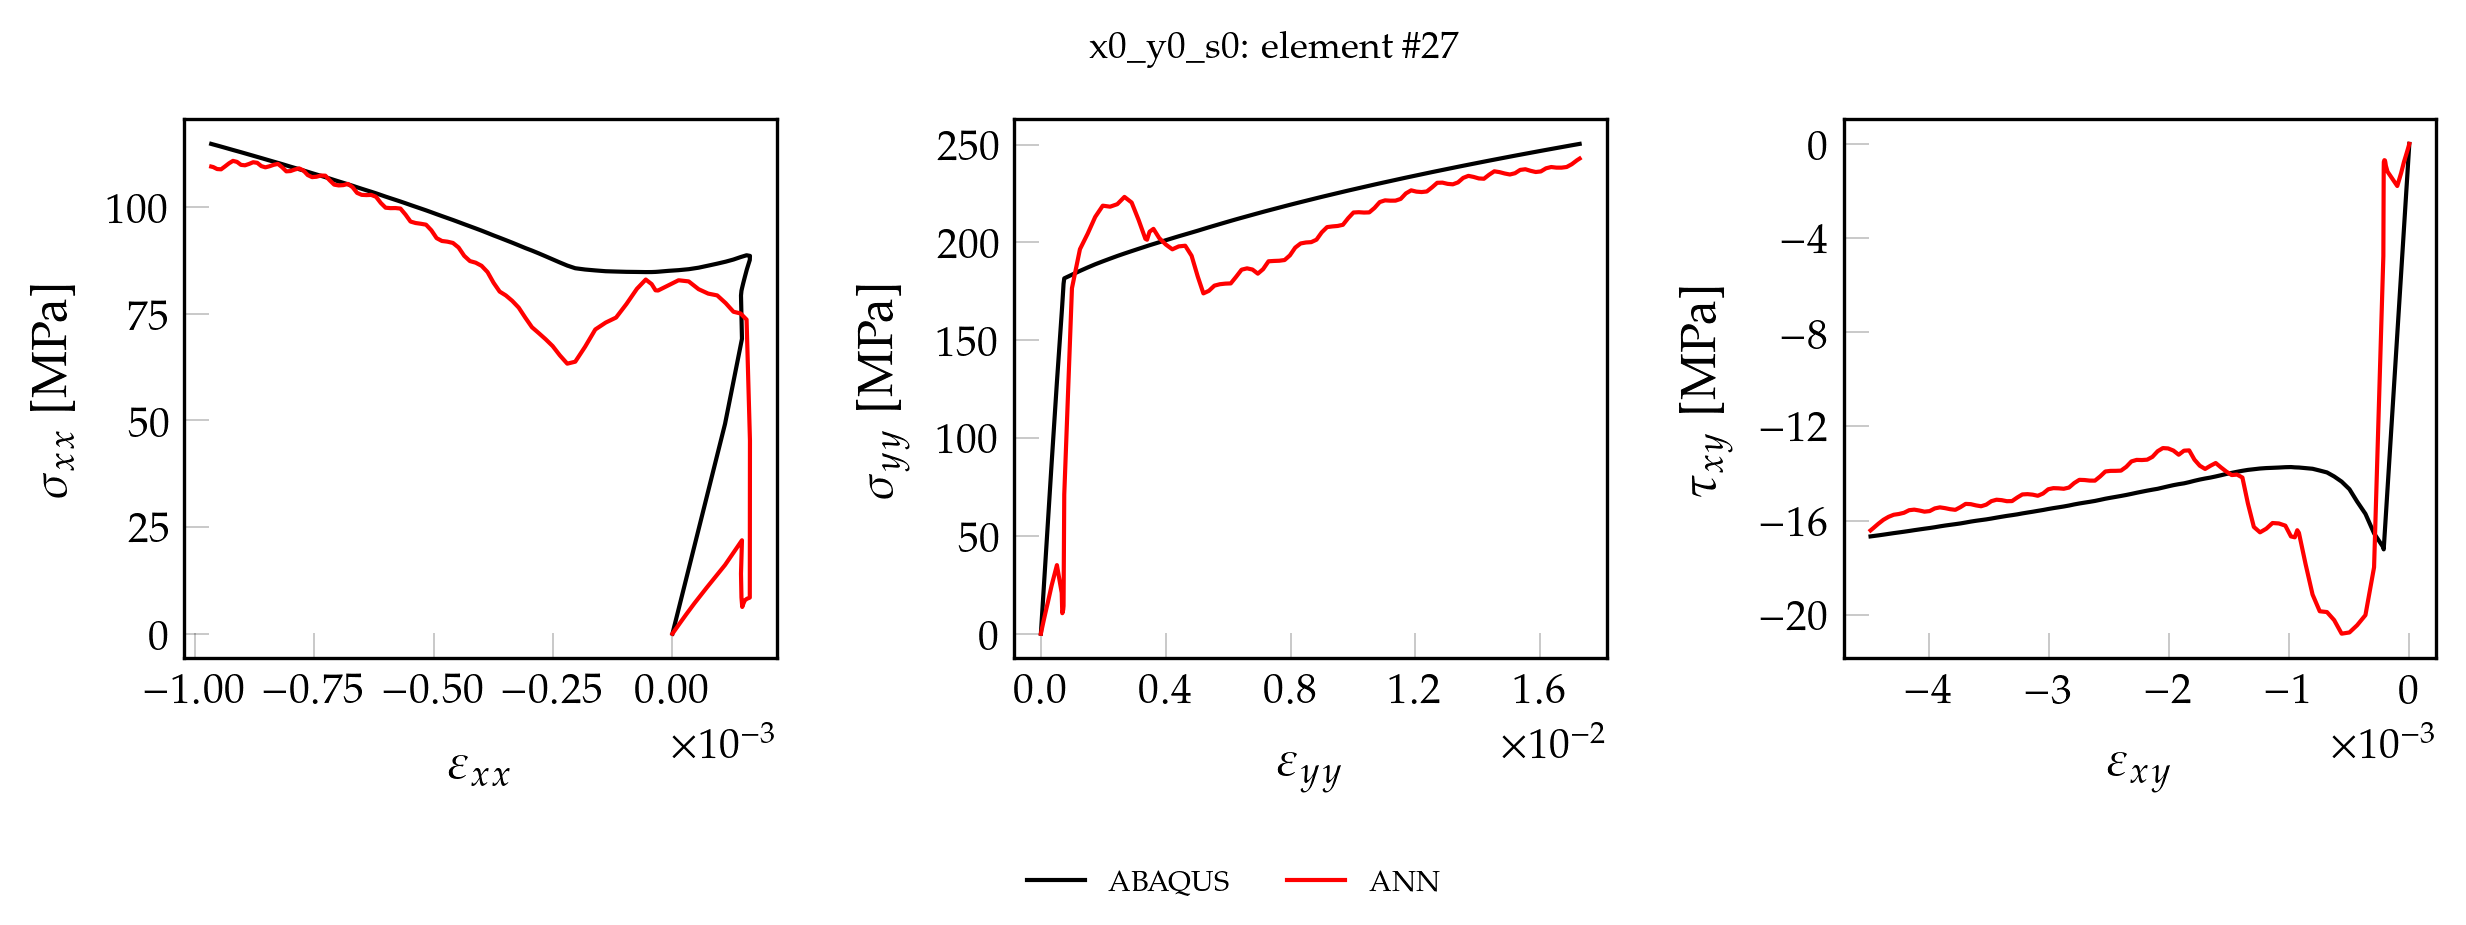 x0_y0_s0: element #27
σxx [MPa]
100
75
50
25
0
−1.00 −0.75 −0.50 −0.25 0.00
×10−3
εxx
σyy [MPa]
250
200
150
100
50
0
0.0 0.4 0.8 1.2 1.6
×10−2
εyy
τxy [MPa]
0
−4
−8
−12
−16
−20
−4 −3 −2 −1 0
×10−3
εxy
ABAQUS ANN